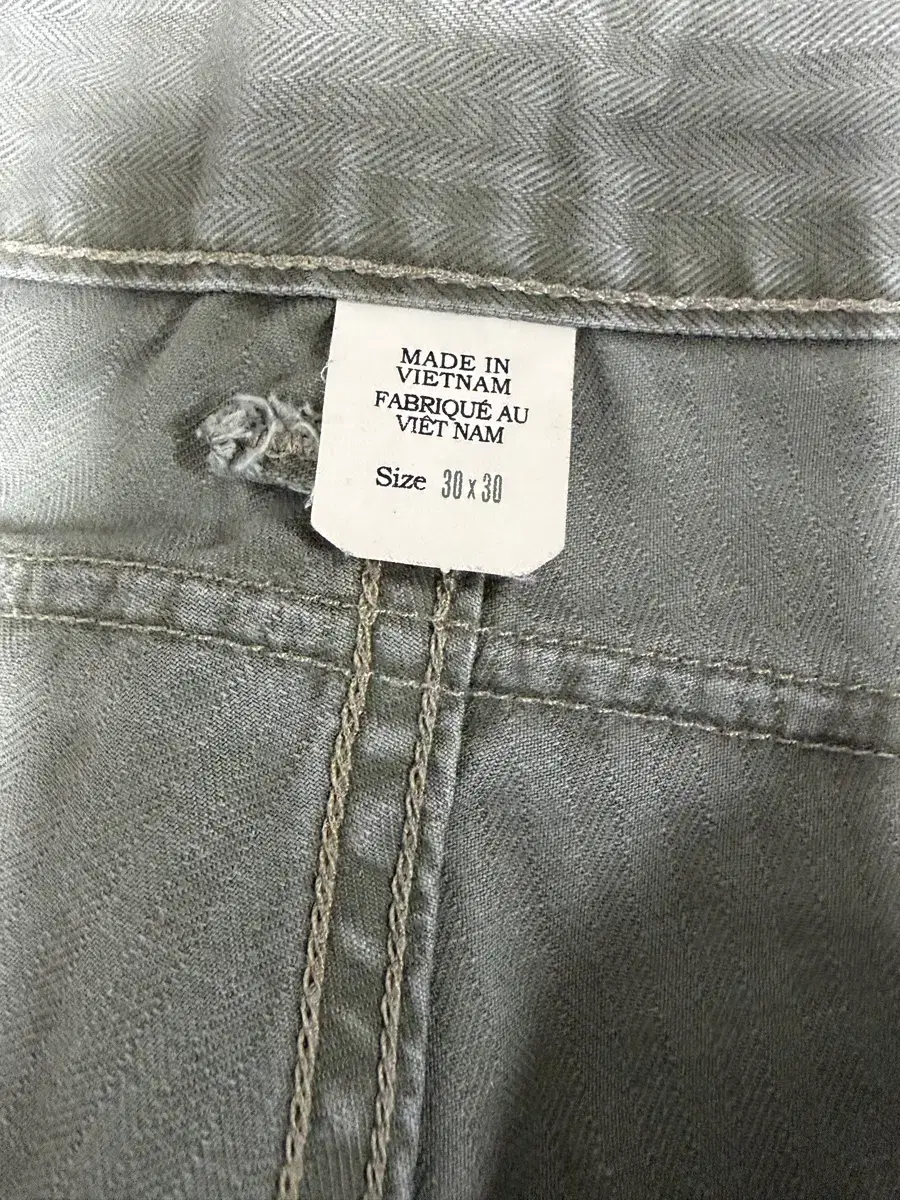 MADE IN
VIETNAM
FABRIQUÉ AU
VIÊT NAM
Size 30 x 30